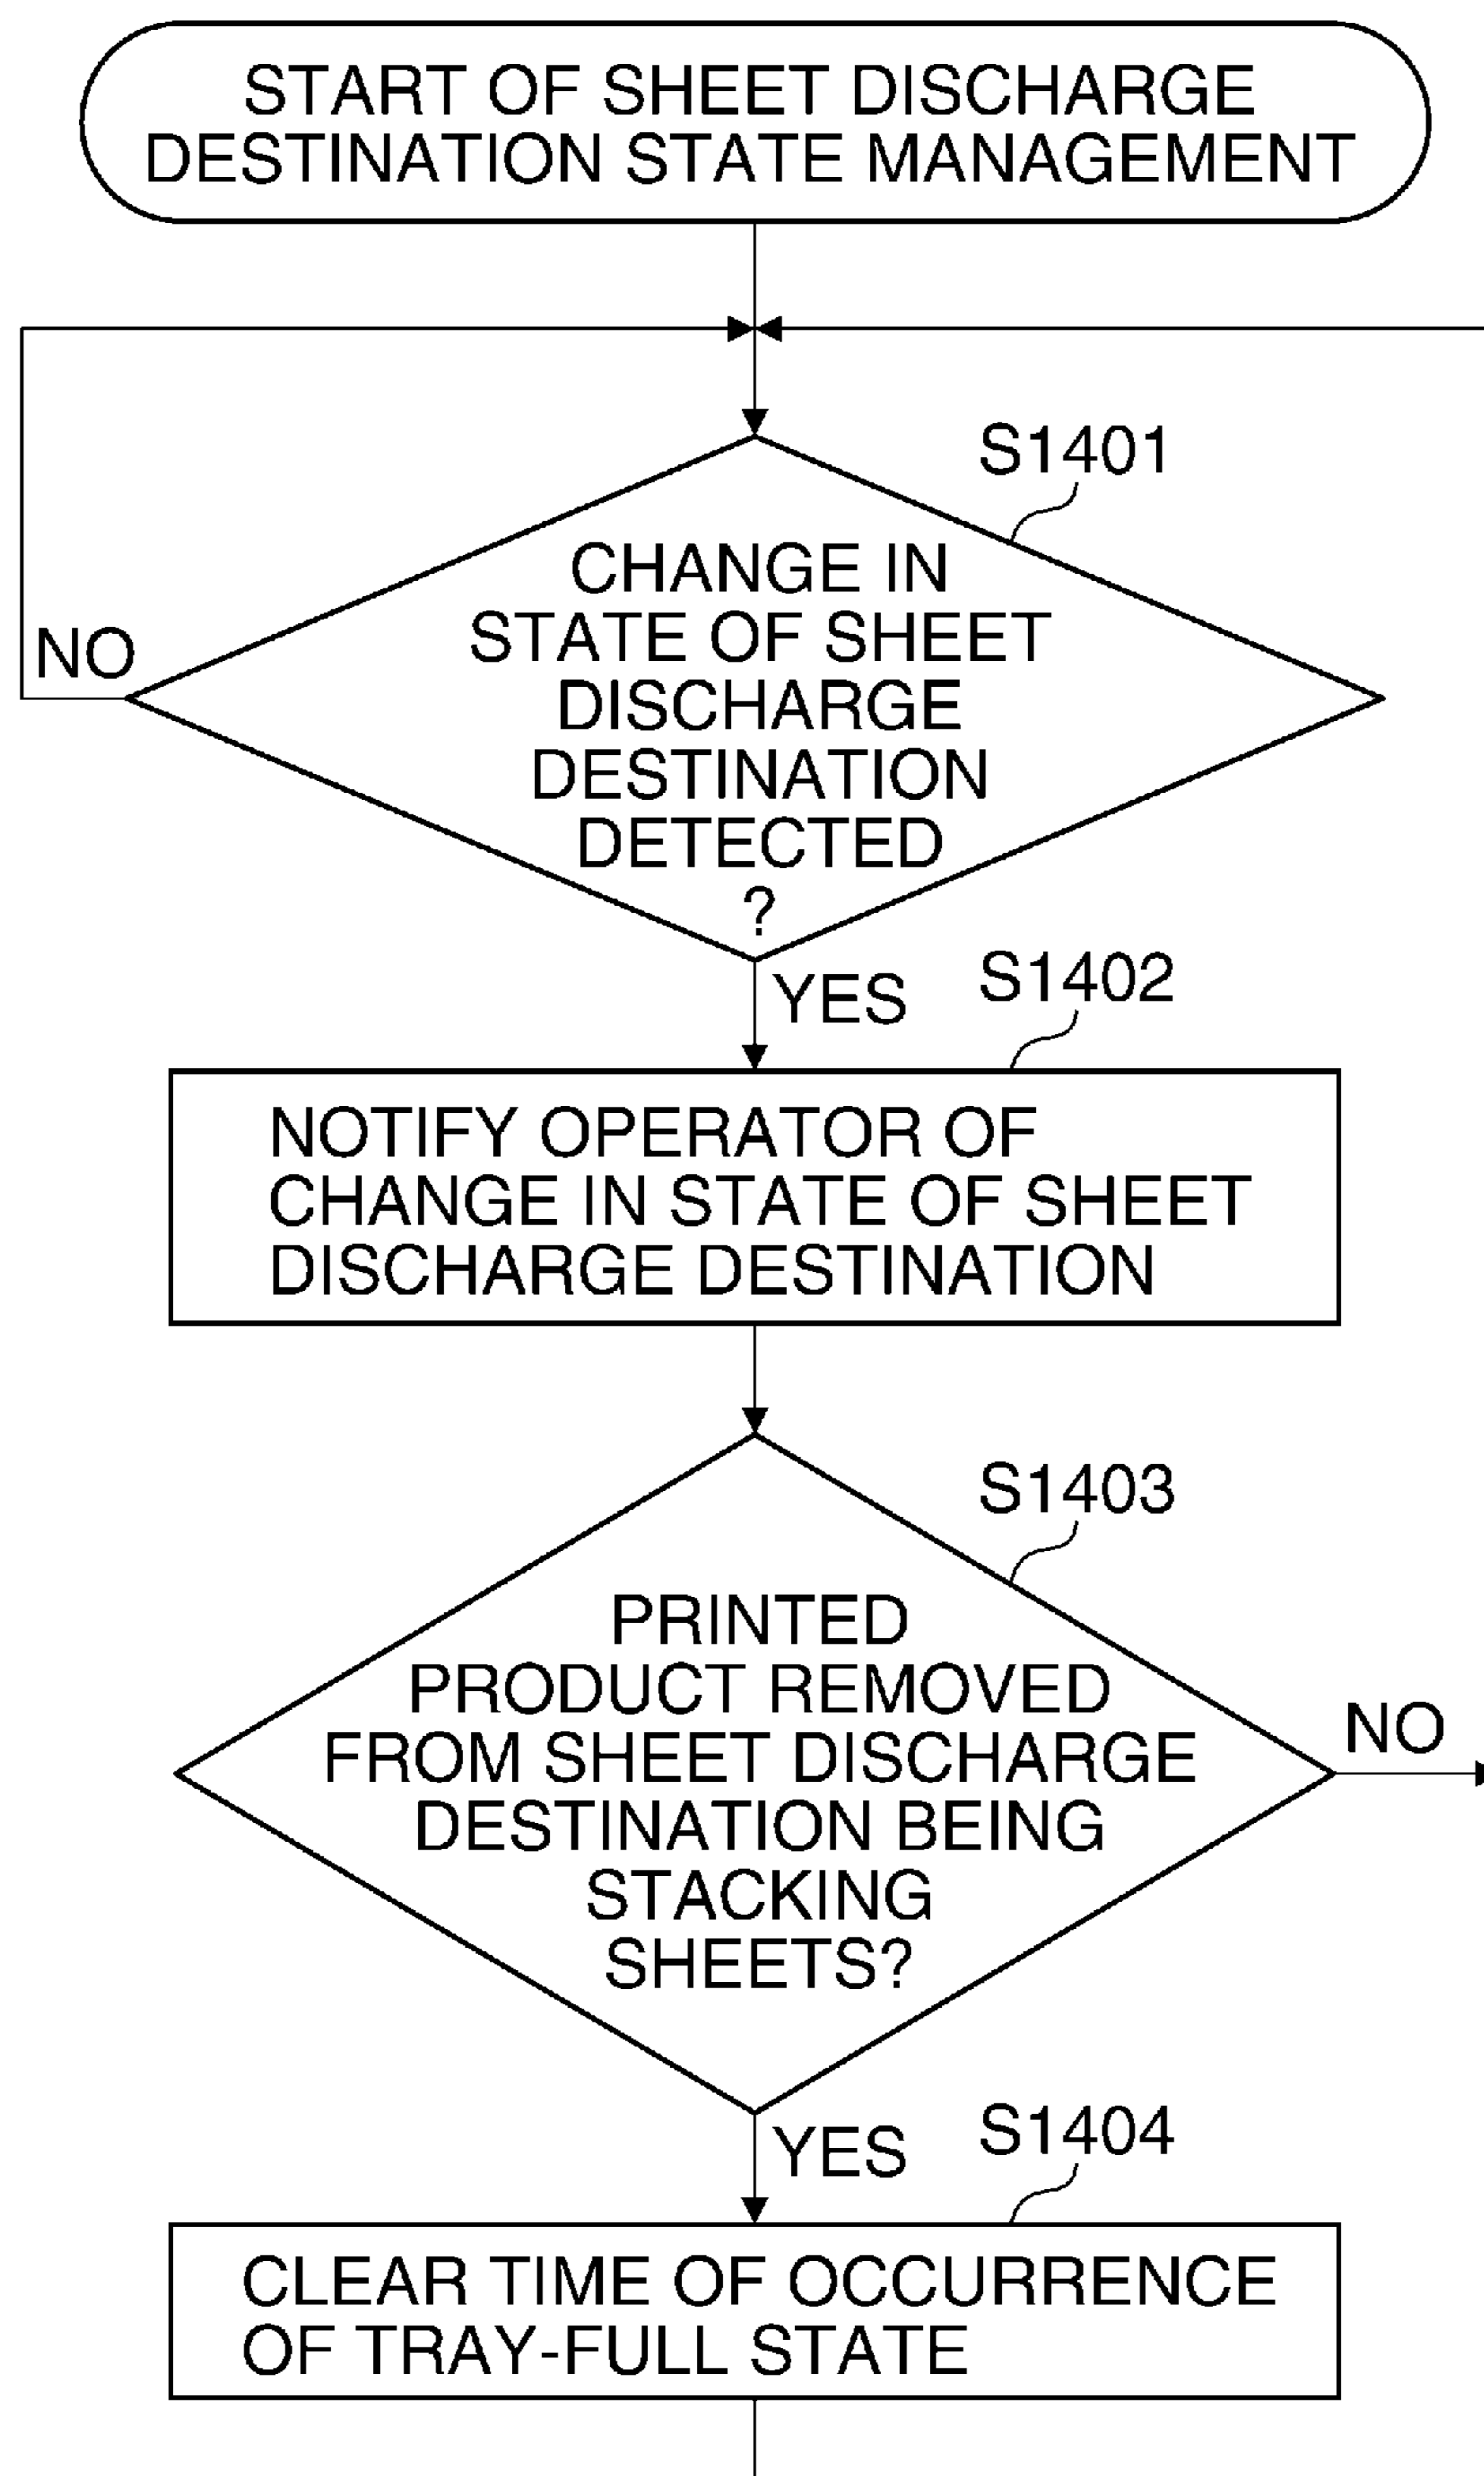 START OF SHEET DISCHARGE
DESTINATION STATE MANAGEMENT
S1401
CHANGE IN
STATE OF SHEET
DISCHARGE
DESTINATION
DETECTED
?
NO
YES
S1402
NOTIFY OPERATOR OF
CHANGE IN STATE OF SHEET
DISCHARGE DESTINATION
S1403
PRINTED
PRODUCT REMOVED
FROM SHEET DISCHARGE
DESTINATION BEING
STACKING
SHEETS?
NO
YES
S1404
CLEAR TIME OF OCCURRENCE
OF TRAY-FULL STATE